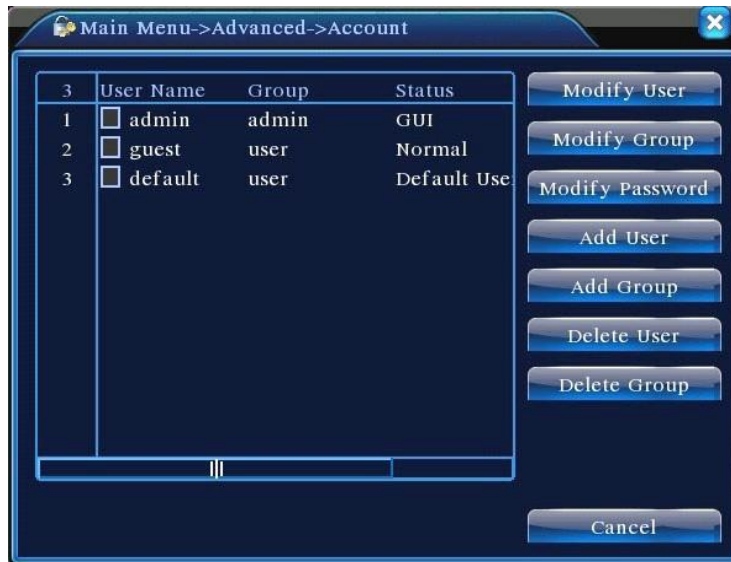 Main Menu->Advanced->Account
3 User Name Group Status
1 admin admin GUI
2 guest user Normal
3 default user Default Use
Modify User
Modify Group
Modify Password
Add User
Add Group
Delete User
Delete Group
Cancel